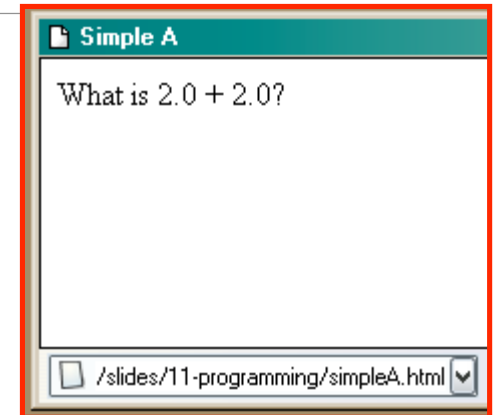 Simple A
What is 2.0 + 2.0?
/slides/11-programming/simpleA.html